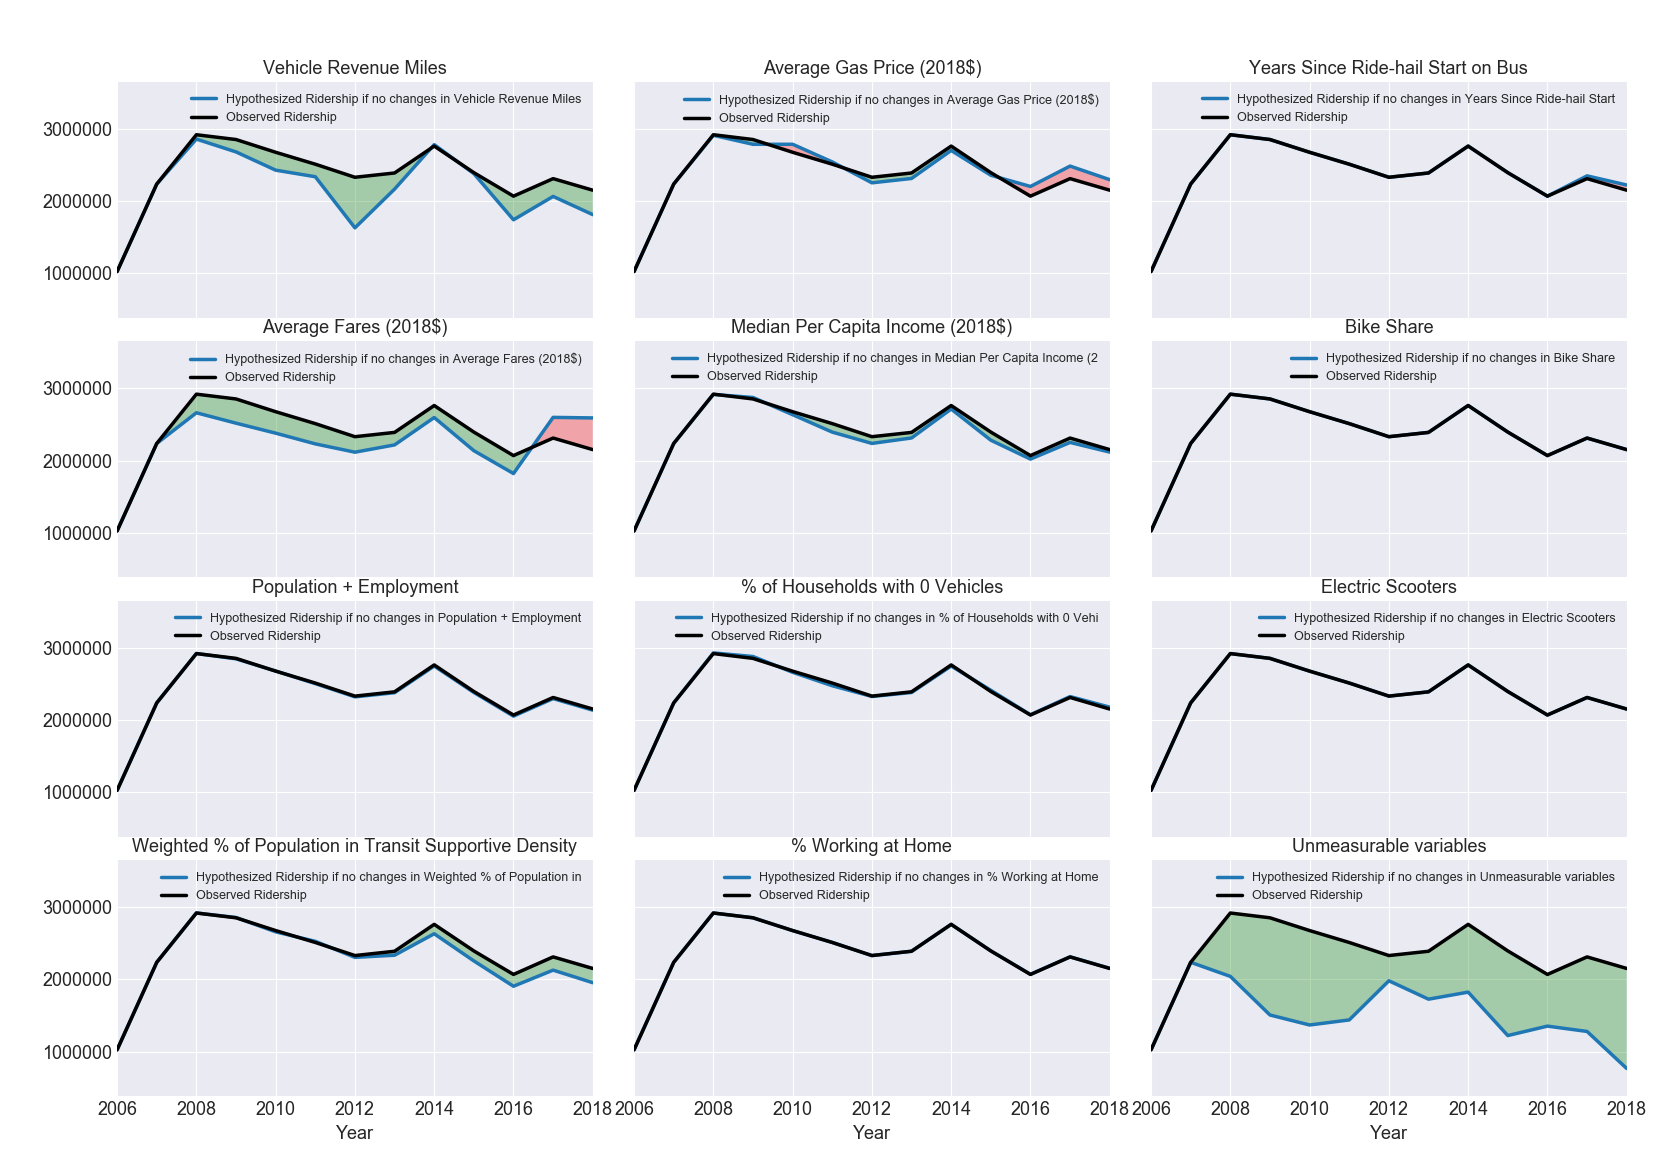 Vehicle Revenue Miles
Hypothesized Ridership if no changes in Vehicle Revenue Miles
Observed Ridership
3000000
2000000
1000000
Average Gas Price (2018$)
Hypothesized Ridership if no changes in Average Gas Price (2018$)
Observed Ridership
Years Since Ride-hail Start on Bus
Hypothesized Ridership if no changes in Years Since Ride-hail Start
Observed Ridership
Average Fares (2018$)
Hypothesized Ridership if no changes in Average Fares (2018$)
Observed Ridership
3000000
2000000
1000000
Median Per Capita Income (2018$)
Hypothesized Ridership if no changes in Median Per Capita Income (2
Observed Ridership
Bike Share
Hypothesized Ridership if no changes in Bike Share
Observed Ridership
Population + Employment
Hypothesized Ridership if no changes in Population + Employment
Observed Ridership
3000000
2000000
1000000
% of Households with 0 Vehicles
Hypothesized Ridership if no changes in % of Households with 0 Vehi
Observed Ridership
Electric Scooters
Hypothesized Ridership if no changes in Electric Scooters
Observed Ridership
Weighted % of Population in Transit Supportive Density
Hypothesized Ridership if no changes in Weighted % of Population in
Observed Ridership
3000000
2000000
1000000
2006 2008 2010 2012 2014 2016 2018
Year
% Working at Home
Hypothesized Ridership if no changes in % Working at Home
Observed Ridership
2006 2008 2010 2012 2014 2016 2018
Year
Unmeasurable variables
Hypothesized Ridership if no changes in Unmeasurable variables
Observed Ridership
2006 2008 2010 2012 2014 2016 2018
Year